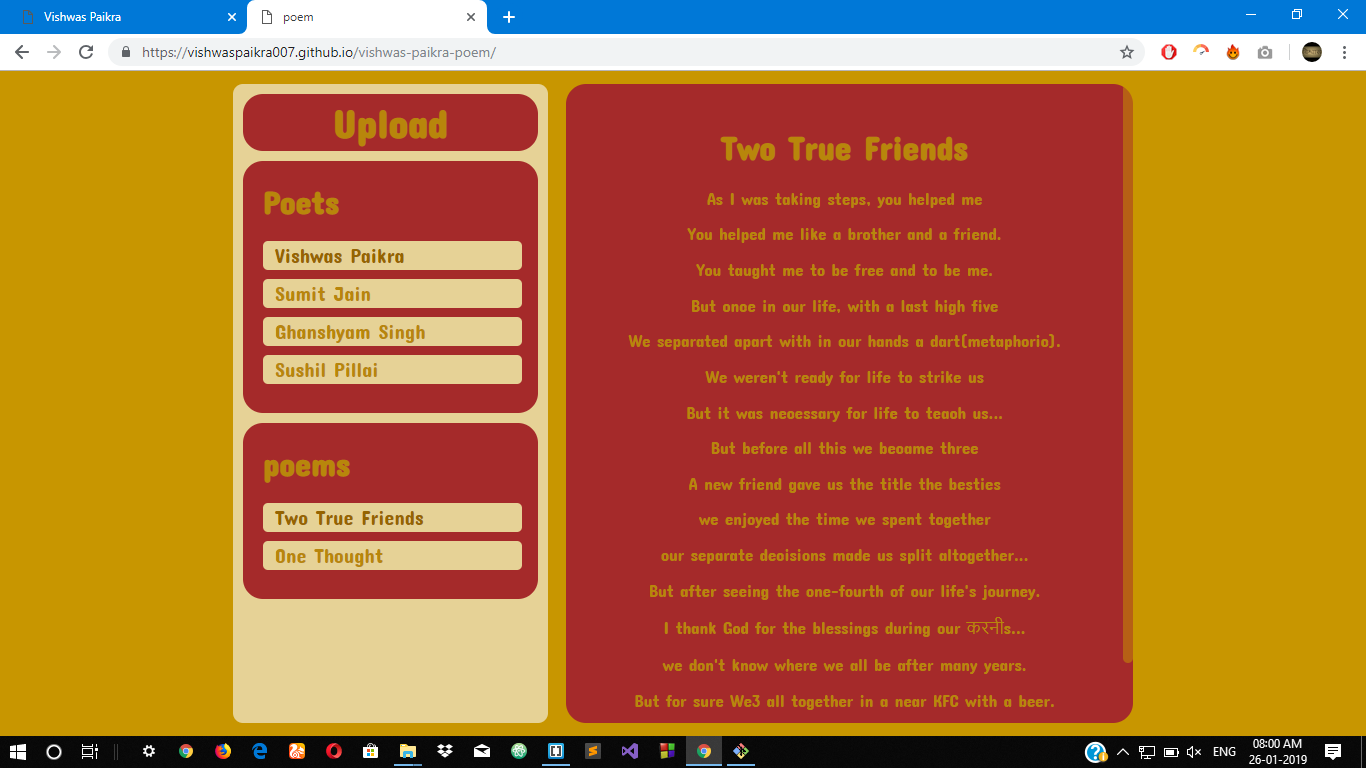 Vishwas Paikra
poem
https://vishwaspaikra007.github.io/vishwas-paikra-poem/
Upload
Poets
Vishwas Paikra
Sumit Jain
Ghanshyam Singh
Sushil Pillai
poems
Two True Friends
One Thought
Two True Friends
As I was taking steps, you helped me
You helped me like a brother and a friend.
You taught me to be free and to be me.
But once in our life, with a last high five
We separated apart with in our hands a dart(metaphoric).
We weren't ready for life to strike us
But it was necessary for life to teach us...
But before all this we became three
A new friend gave us the title the besties
we enjoyed the time we spent together
our separate decisions made us split altogether...
But after seeing the one-fourth of our life's journey.
I thank God for the blessings during our करनीs...
we don't know where we all be after many years.
But for sure We3 all together in a near KFC with a beer.
ENG
08:00 AM
26-01-2019